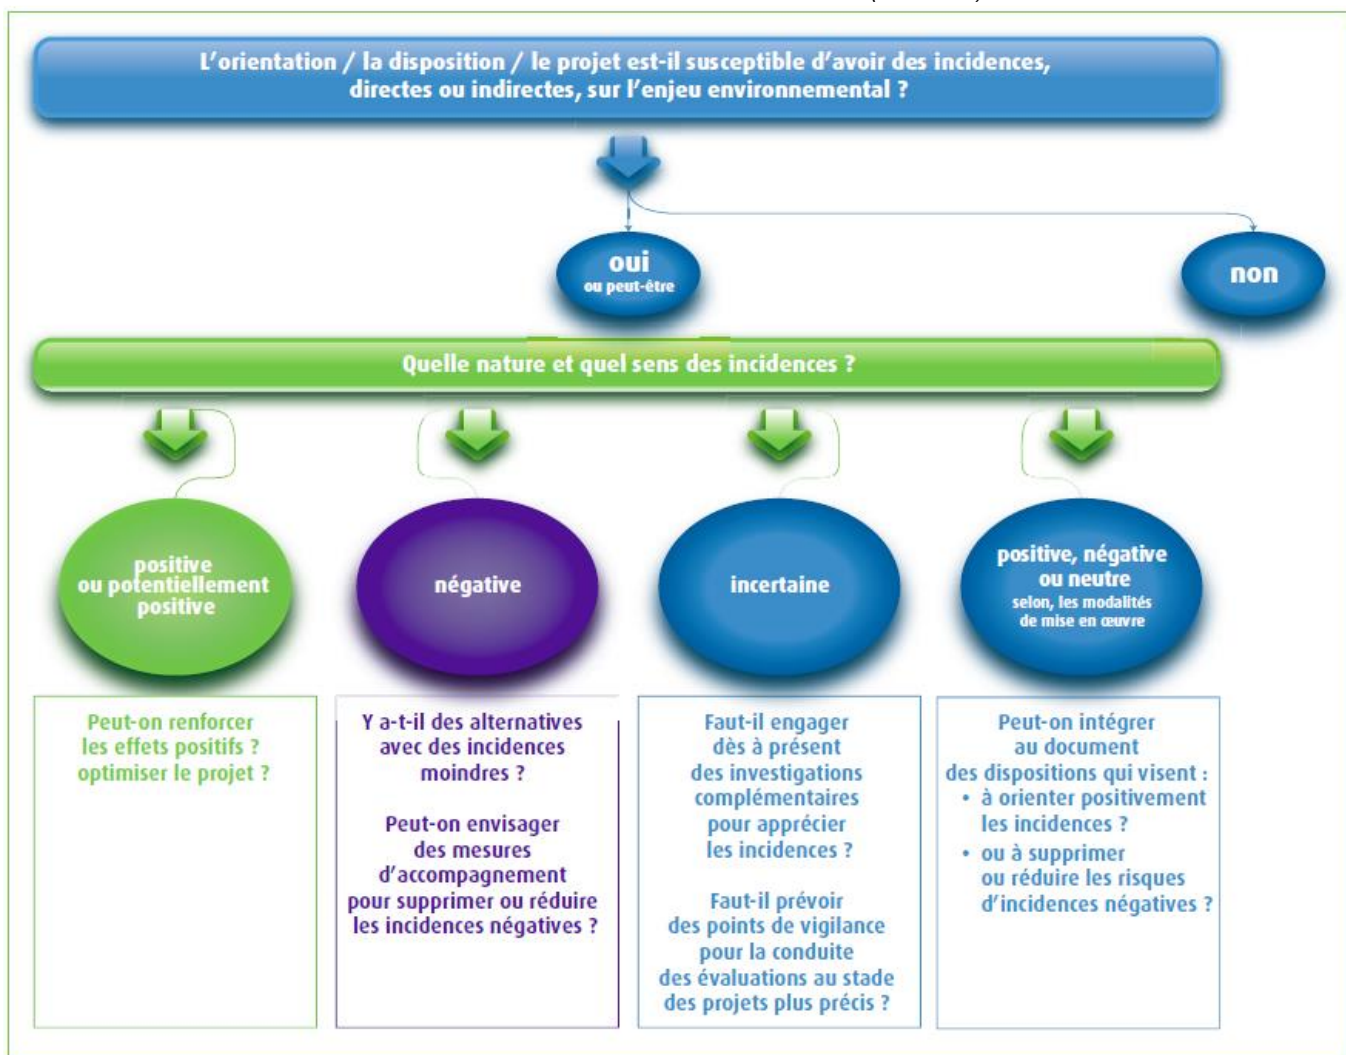 L'orientation / la disposition / le projet est-il susceptible d'avoir des incidences,
directes ou indirectes, sur l'enjeu environnemental ?
oui
ou peut-être
non
Quelle nature et quel sens des incidences ?
positive
ou potentiellement
positive
négative
incertaine
positive, négative
ou neutre
selon, les modalités
de mise en œuvre
Peut-on renforcer
les effets positifs ?
optimiser le projet ?
Y a-t-il des alternatives
avec des incidences
moindres ?
Peut-on envisager
des mesures
d'accompagnement
pour supprimer ou réduire
les incidences négatives ?
Faut-il engager
dès à présent
des investigations
complémentaires
pour apprécier
les incidences ?
Faut-il prévoir
des points de vigilance
pour la conduite
des évaluations au stade
des projets plus précis ?
Peut-on intégrer
au document
des dispositions qui visent :
• à orienter positivement
les incidences ?
• ou à supprimer
ou réduire les risques
d'incidences négatives ?